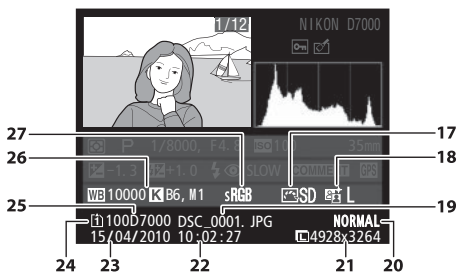 1/12 NIKON D7000
P 1/8000, F4.8 ISO 100 35mm
-1.3 +1.0 SLOW COMMENT GPS
27 17
26 18
WB 10000 K B6, M1 sRGB SD L
25 19
100D7000 DSC_0001. JPG NORMAL
15/04/2010 10:02:27 L 4928x3264
24 23 22 21 20